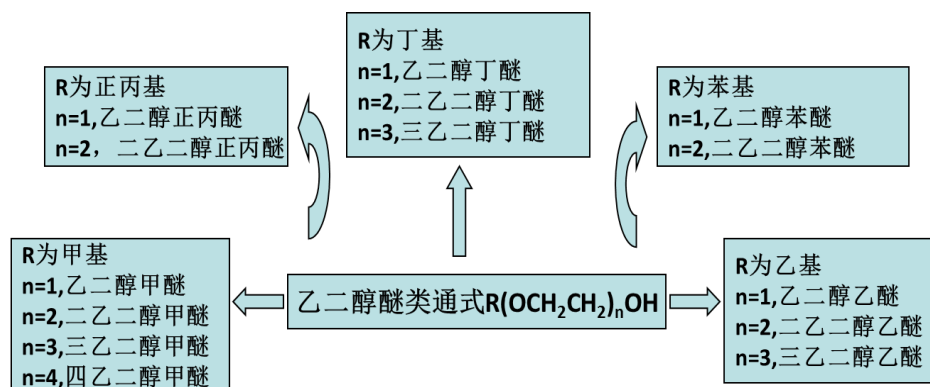 R为丁基
n=1,乙二醇丁醚
n=2,二乙二醇丁醚
n=3,三乙二醇丁醚
R为正丙基
n=1,乙二醇正丙醚
n=2，二乙二醇正丙醚
R为苯基
n=1,乙二醇苯醚
n=2,二乙二醇苯醚
R为甲基
n=1,乙二醇甲醚
n=2,二乙二醇甲醚
n=3,三乙二醇甲醚
n=4,四乙二醇甲醚
乙二醇醚类通式R(OCH₂CH₂)ₙOH
R为乙基
n=1,乙二醇乙醚
n=2,二乙二醇乙醚
n=3,三乙二醇乙醚